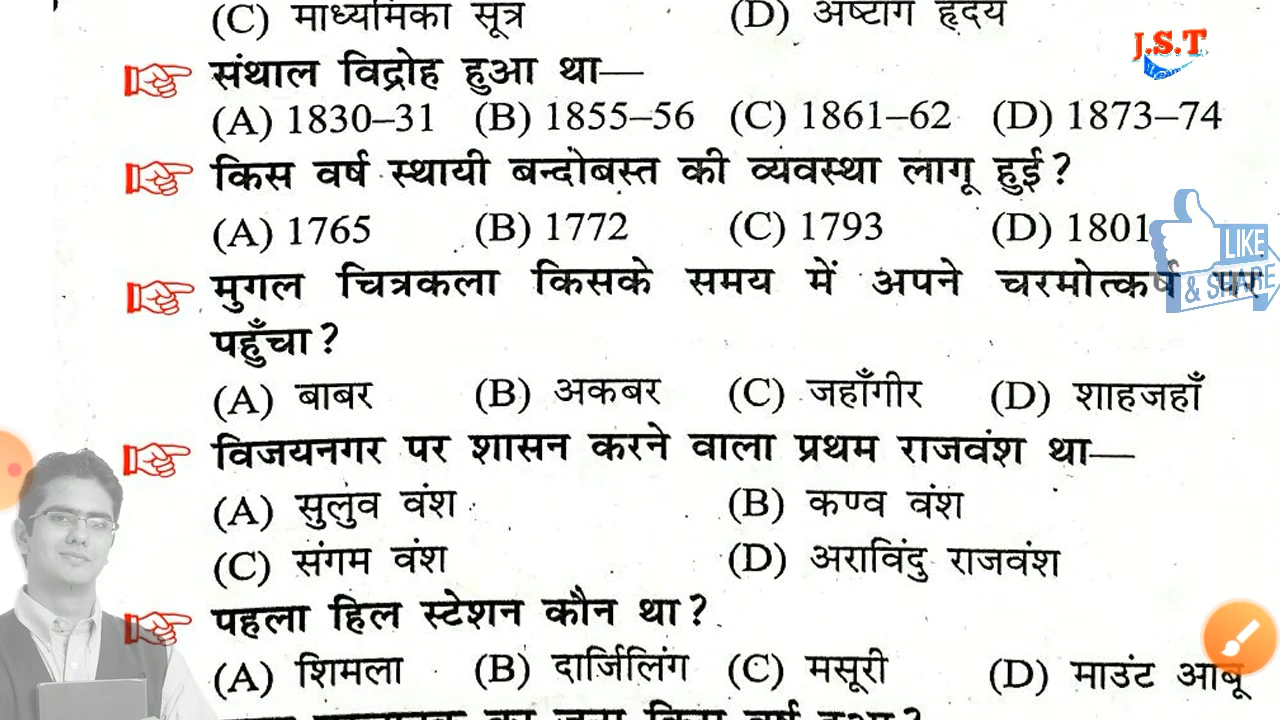 (C) माध्यमिका सूत्र (D) अष्टांग हृदय
J.S.T
संथाल विद्रोह हुआ था—
(A) 1830–31 (B) 1855–56 (C) 1861–62 (D) 1873–74
किस वर्ष स्थायी बन्दोबस्त की व्यवस्था लागू हुई?
(A) 1765 (B) 1772 (C) 1793 (D) 1801
LIKE
& SHARE
मुगल चित्रकला किसके समय में अपने चरमोत्कर्ष पर
पहुँचा?
(A) बाबर (B) अकबर (C) जहाँगीर (D) शाहजहाँ
विजयनगर पर शासन करने वाला प्रथम राजवंश था—
(A) सुलुव वंश (B) कण्व वंश
(C) संगम वंश (D) अराविंदु राजवंश
पहला हिल स्टेशन कौन था?
(A) शिमला (B) दार्जिलिंग (C) मसूरी (D) माउंट आबू